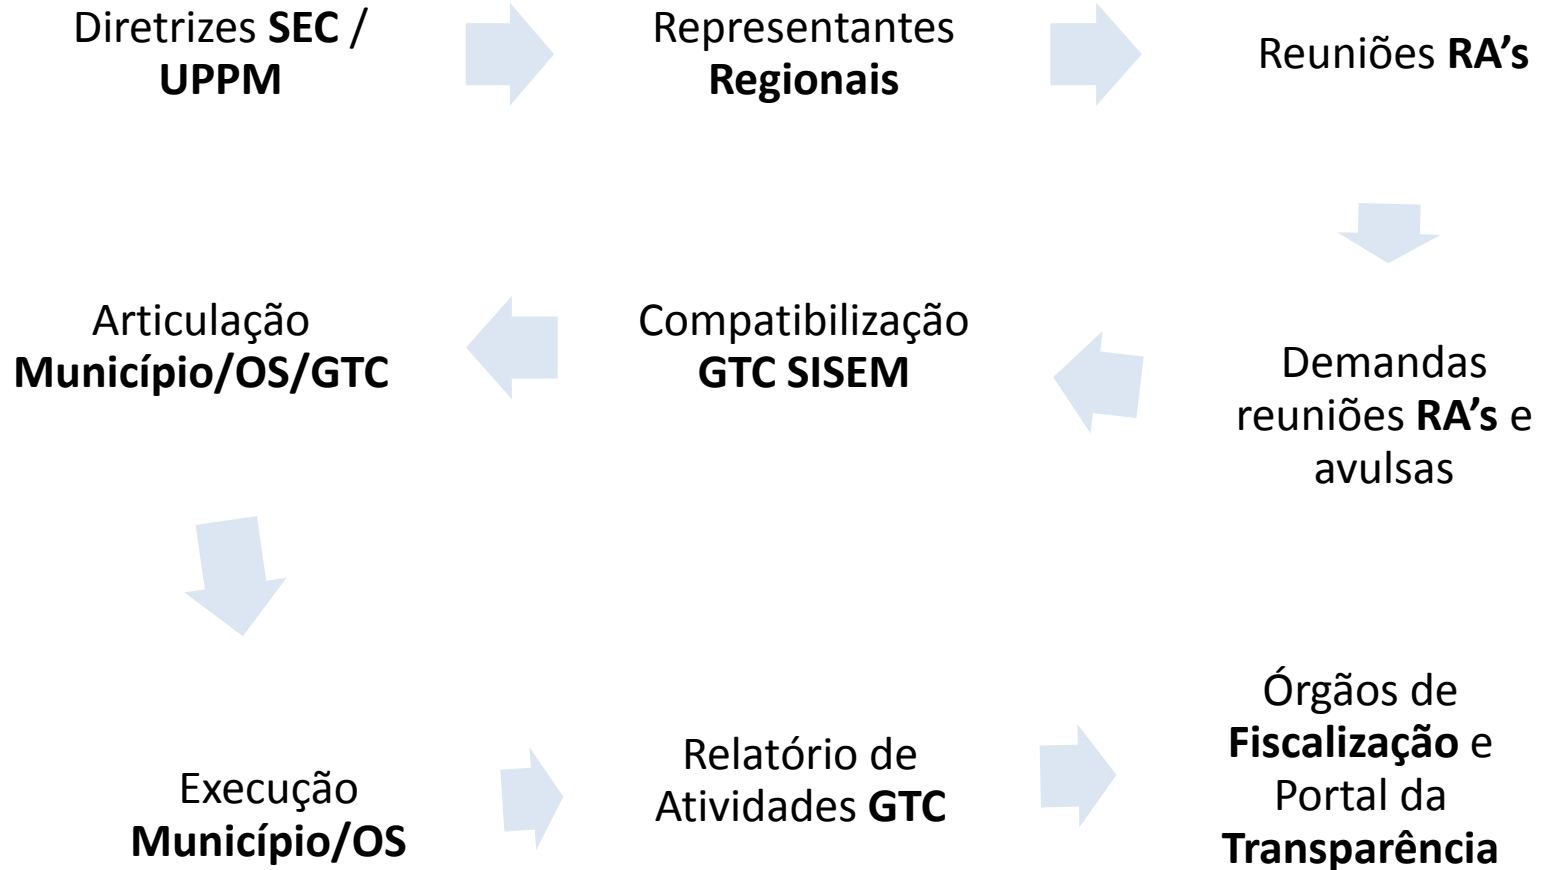 Diretrizes SEC /
UPPM
Representantes
Regionais
Reuniões RA’s
Articulação
Município/OS/GTC
Compatibilização
GTC SISEM
Demandas
reuniões RA’s e
avulsas
Execução
Município/OS
Relatório de
Atividades GTC
Órgãos de
Fiscalização e
Portal da
Transparência